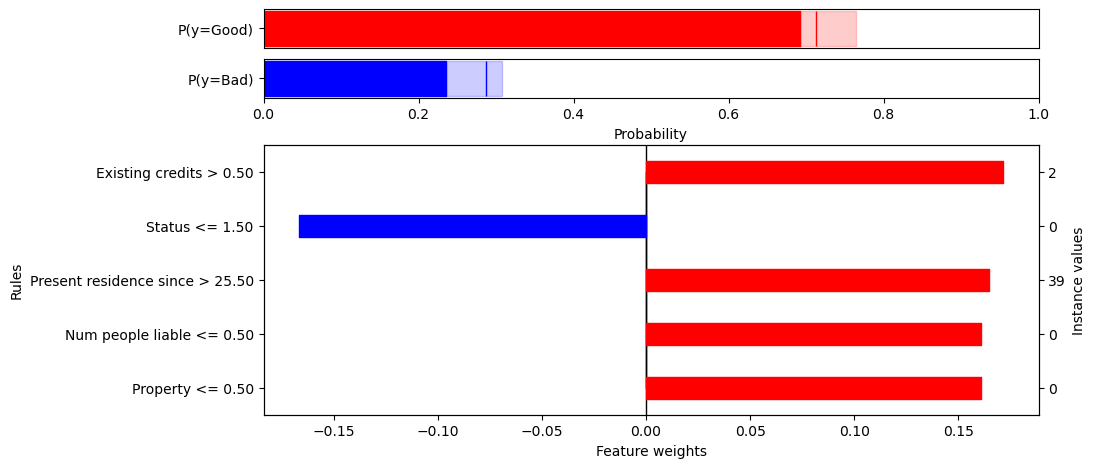 P(y=Good)
P(y=Bad)
0.0 0.2 0.4 0.6 0.8 1.0
Probability
Existing credits > 0.50 2
Status <= 1.50 0
Present residence since > 25.50 39
Num people liable <= 0.50 0
Property <= 0.50 0
Rules
Instance values
−0.15 −0.10 −0.05 0.00 0.05 0.10 0.15
Feature weights